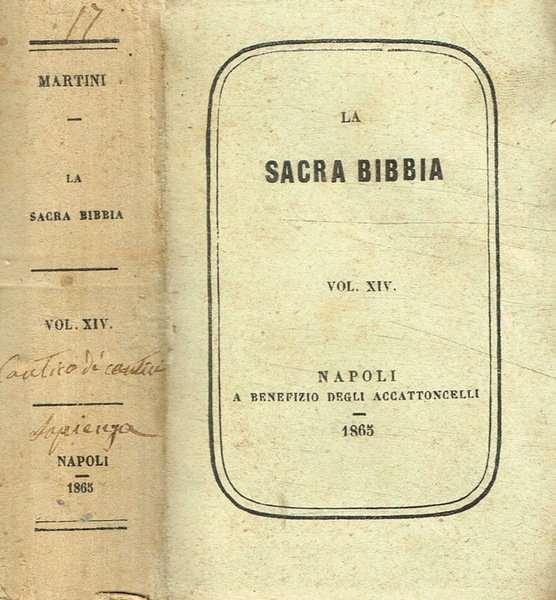 17
MARTINI
LA
SACRA BIBBIA
VOL. XIV.
Cantico di cantici
Sapienza
NAPOLI
1865
LA
SACRA BIBBIA
VOL. XIV.
NAPOLI
A BENEFIZIO DEGLI ACCATTONCELLI
1865